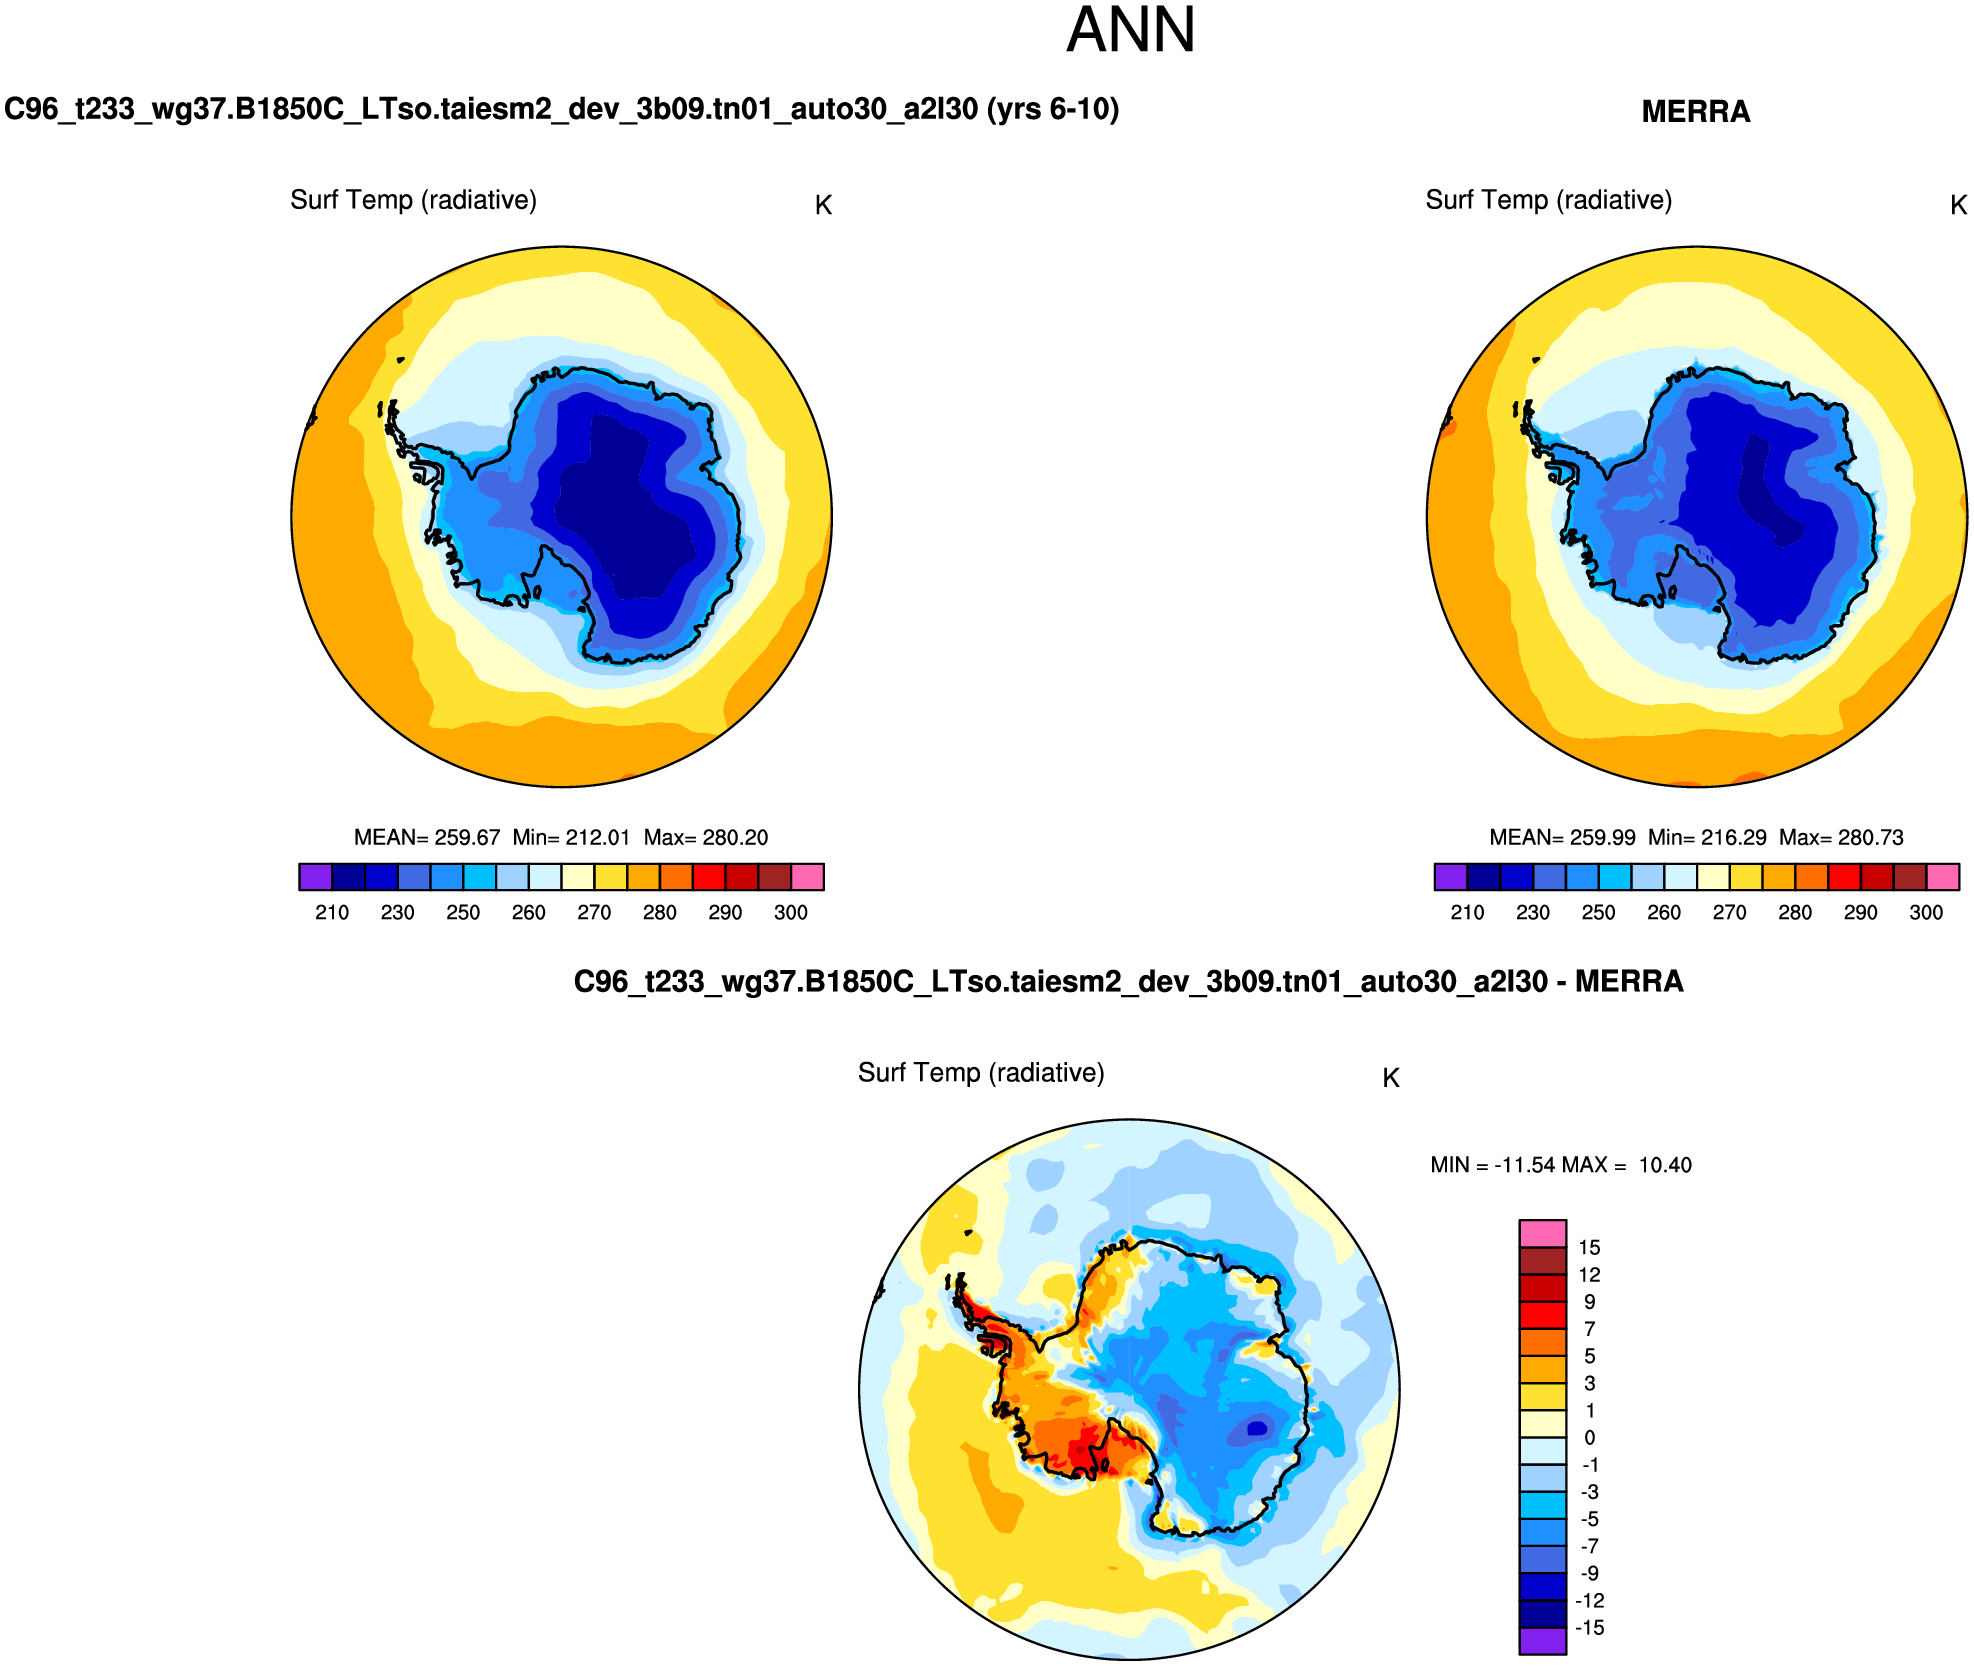 ANN
C96_t233_wg37.B1850C_LTso.taiesm2_dev_3b09.tn01_auto30_a2l30 (yrs 6-10)
MERRA
Surf Temp (radiative) K
Surf Temp (radiative) K
MEAN= 259.67 Min= 212.01 Max= 280.20
MEAN= 259.99 Min= 216.29 Max= 280.73
210 230 250 260 270 280 290 300
210 230 250 260 270 280 290 300
C96_t233_wg37.B1850C_LTso.taiesm2_dev_3b09.tn01_auto30_a2l30 - MERRA
Surf Temp (radiative) K
MIN = -11.54 MAX = 10.40
15
12
9
7
5
3
1
0
-1
-3
-5
-7
-9
-12
-15